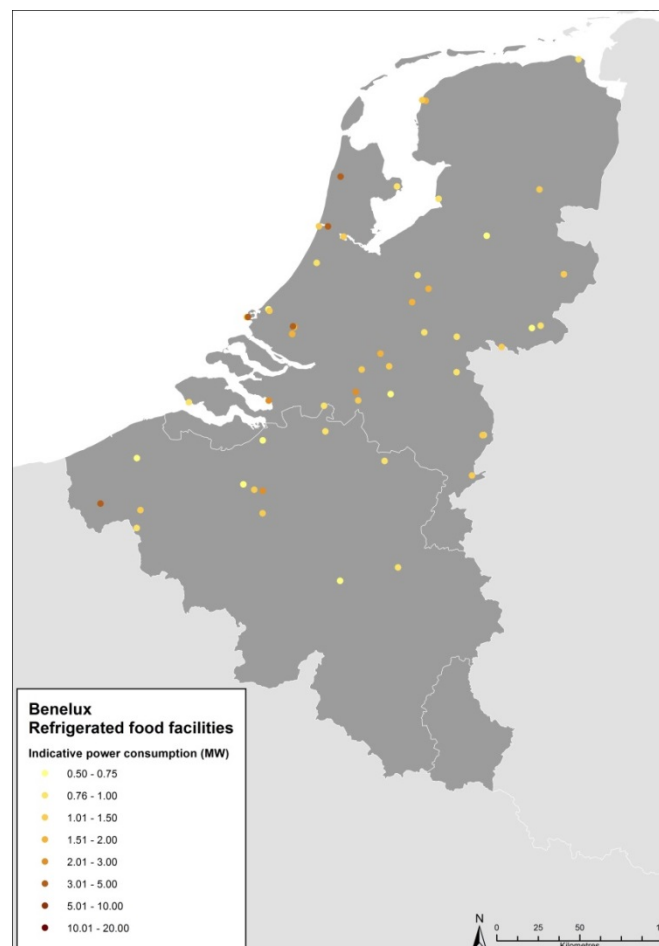 Benelux
Refrigerated food facilities
Indicative power consumption (MW)
0.50 - 0.75
0.76 - 1.00
1.01 - 1.50
1.51 - 2.00
2.01 - 3.00
3.01 - 5.00
5.01 - 10.00
10.01 - 20.00
N
0 25 50
Kilometres